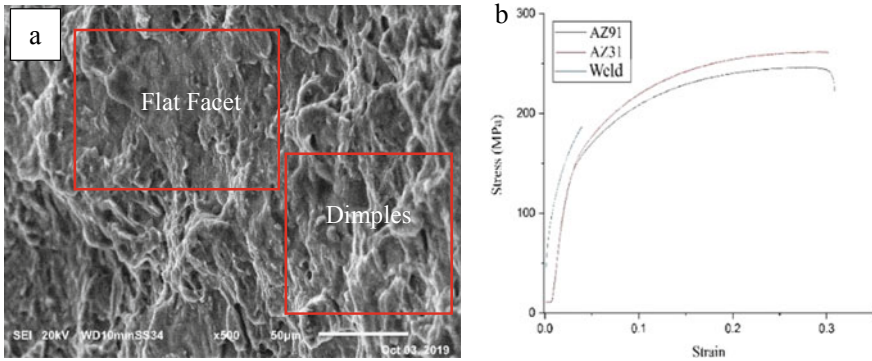 a
Flat Facet
Dimples
SEI 20kV WD10mmSS34 x500 50μm
Oct 03, 2019
b
AZ91
AZ31
Weld
Stress (MPa)
300
200
100
0
0.0 0.1 0.2 0.3
Strain